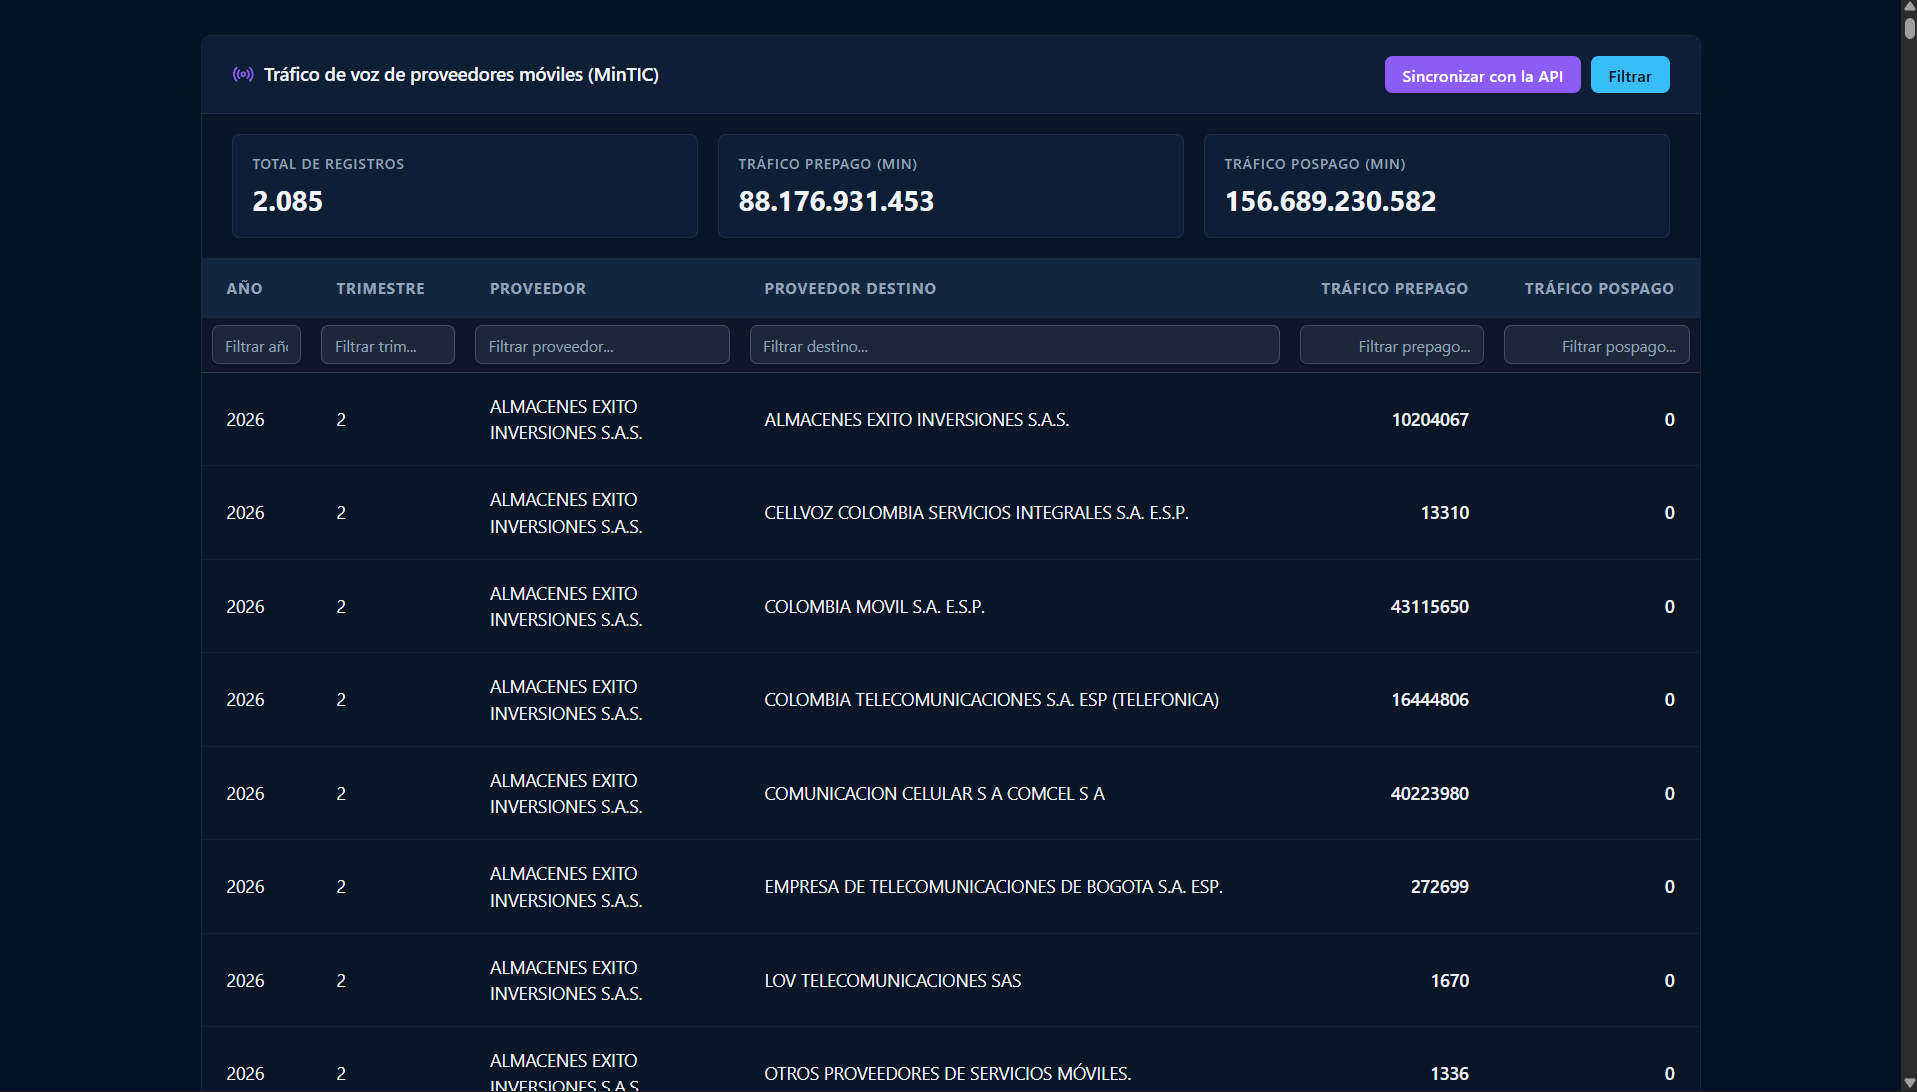 Tráfico de voz de proveedores móviles (MinTIC)
Sincronizar con la API
Filtrar
TOTAL DE REGISTROS
2.085
TRÁFICO PREPAGO (MIN)
88.176.931.453
TRÁFICO POSPAGO (MIN)
156.689.230.582
AÑO TRIMESTRE PROVEEDOR PROVEEDOR DESTINO TRÁFICO PREPAGO TRÁFICO POSPAGO
Filtrar año Filtrar trim... Filtrar proveedor... Filtrar destino... Filtrar prepago... Filtrar pospago...
2026 2 ALMACENES EXITO
INVERSIONES S.A.S. ALMACENES EXITO INVERSIONES S.A.S. 10204067 0
2026 2 ALMACENES EXITO
INVERSIONES S.A.S. CELLVOZ COLOMBIA SERVICIOS INTEGRALES S.A. E.S.P. 13310 0
2026 2 ALMACENES EXITO
INVERSIONES S.A.S. COLOMBIA MOVIL S.A. E.S.P. 43115650 0
2026 2 ALMACENES EXITO
INVERSIONES S.A.S. COLOMBIA TELECOMUNICACIONES S.A. ESP (TELEFONICA) 16444806 0
2026 2 ALMACENES EXITO
INVERSIONES S.A.S. COMUNICACION CELULAR S A COMCEL S A 40223980 0
2026 2 ALMACENES EXITO
INVERSIONES S.A.S. EMPRESA DE TELECOMUNICACIONES DE BOGOTA S.A. ESP. 272699 0
2026 2 ALMACENES EXITO
INVERSIONES S.A.S. LOV TELECOMUNICACIONES SAS 1670 0
2026 2 ALMACENES EXITO
INVERSIONES S.A.S. OTROS PROVEEDORES DE SERVICIOS MÓVILES. 1336 0